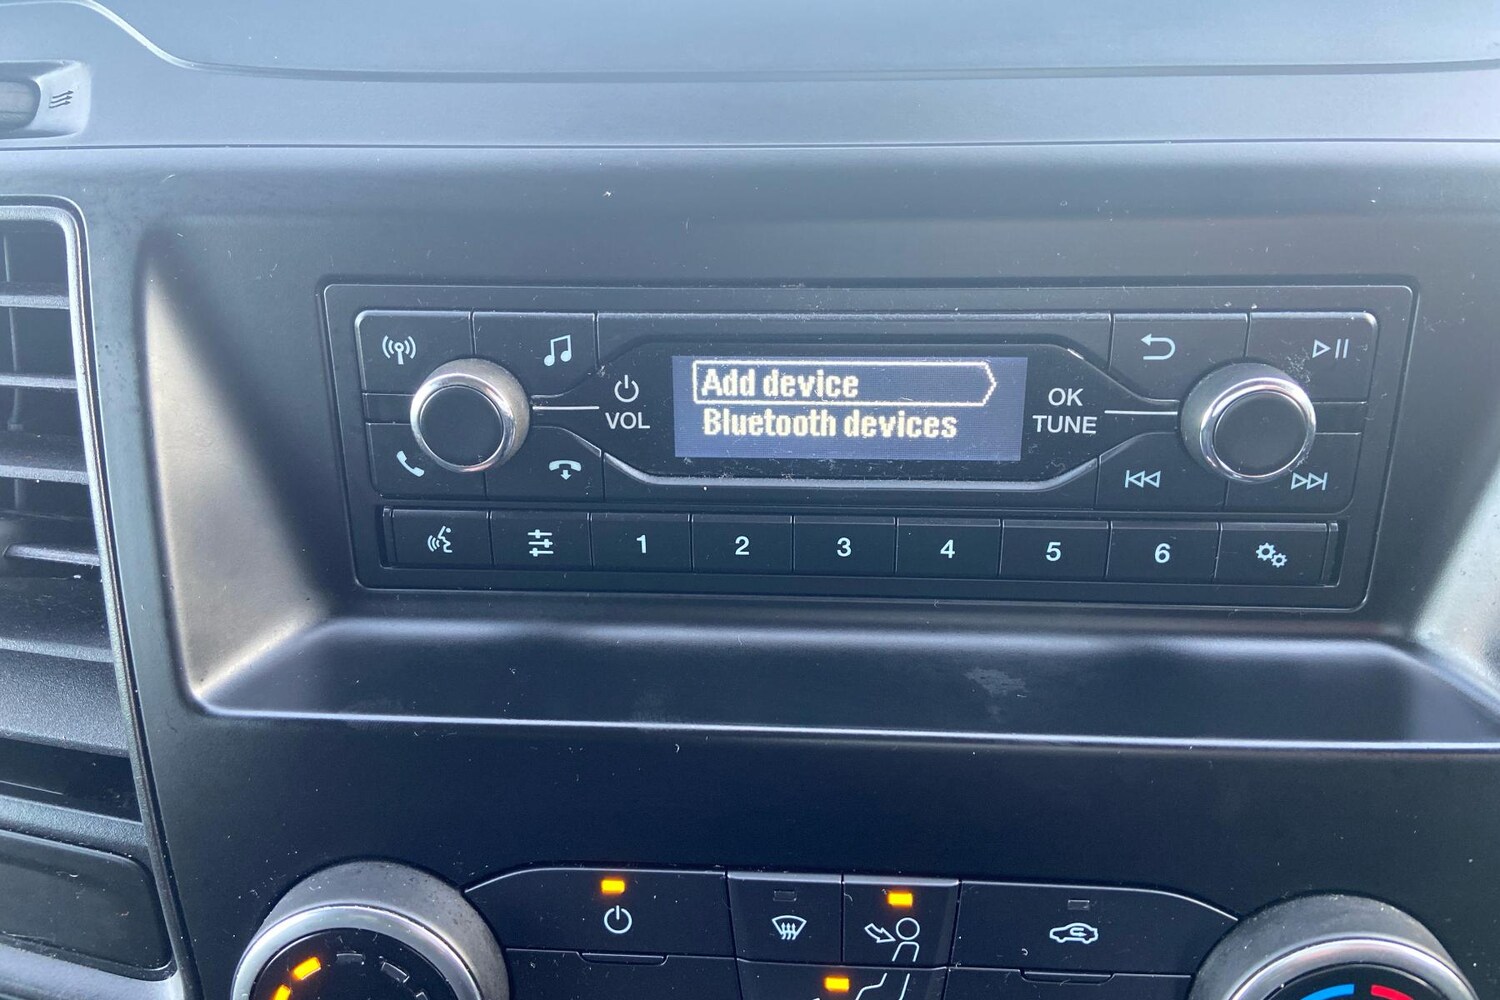 Add device
Bluetooth devices
VOL
OK
TUNE
1 2 3 4 5 6